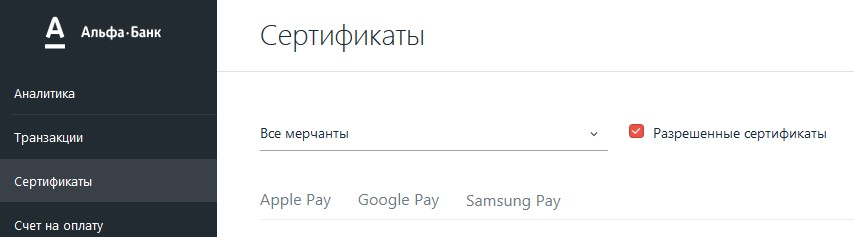 Альфа·Банк
Сертификаты
Аналитика
Все мерчанты
Разрешенные сертификаты
Транзакции
Сертификаты
Apple Pay Google Pay Samsung Pay
Счет на оплату